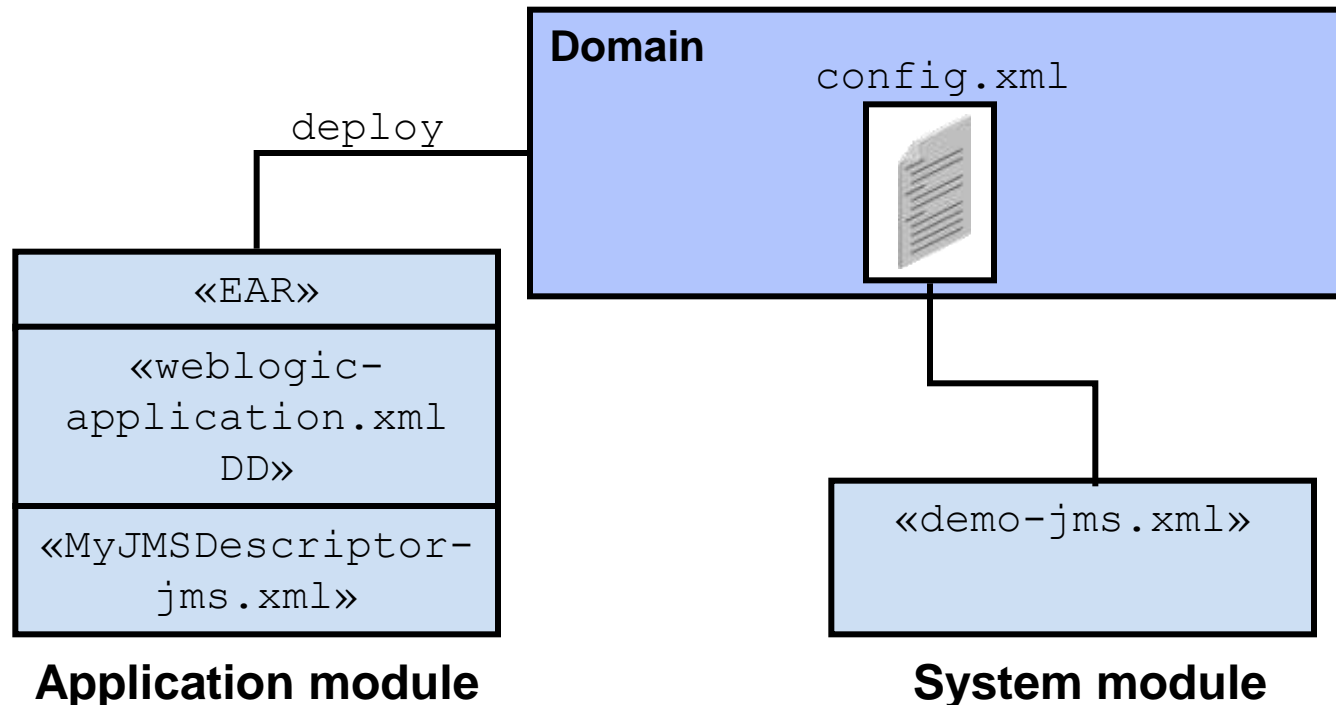 Domain
config.xml
deploy
«EAR»
«weblogic-
application.xml
DD»
«MyJMSDescriptor-
jms.xml»
«demo-jms.xml»
Application module
System module